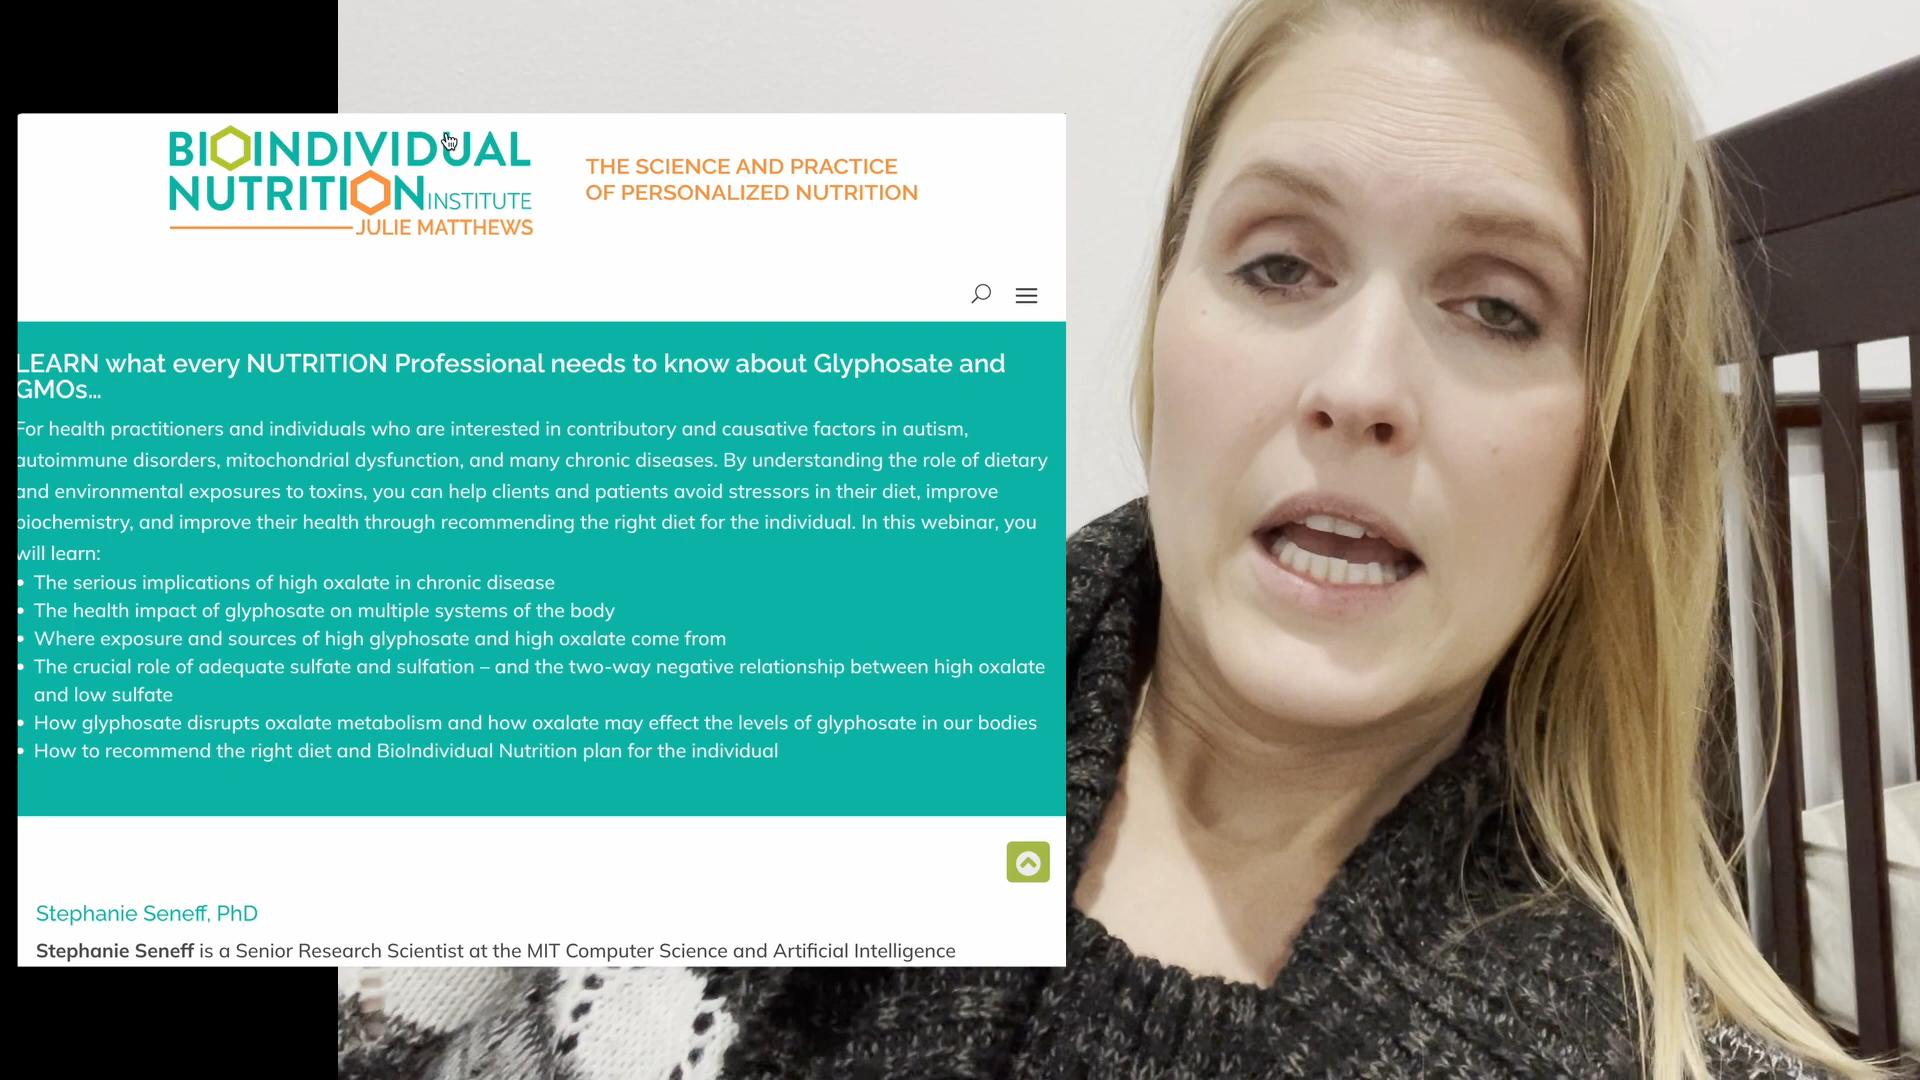 BIOINDIVIDUAL
NUTRITION INSTITUTE
JULIE MATTHEWS
THE SCIENCE AND PRACTICE
OF PERSONALIZED NUTRITION
LEARN what every NUTRITION Professional needs to know about Glyphosate and
GMOs...
For health practitioners and individuals who are interested in contributory and causative factors in autism,
autoimmune disorders, mitochondrial dysfunction, and many chronic diseases. By understanding the role of dietary
and environmental exposures to toxins, you can help clients and patients avoid stressors in their diet, improve
biochemistry, and improve their health through recommending the right diet for the individual. In this webinar, you
will learn:
• The serious implications of high oxalate in chronic disease
• The health impact of glyphosate on multiple systems of the body
• Where exposure and sources of high glyphosate and high oxalate come from
• The crucial role of adequate sulfate and sulfation – and the two-way negative relationship between high oxalate
and low sulfate
• How glyphosate disrupts oxalate metabolism and how oxalate may effect the levels of glyphosate in our bodies
• How to recommend the right diet and BioIndividual Nutrition plan for the individual
Stephanie Seneff, PhD
Stephanie Seneff is a Senior Research Scientist at the MIT Computer Science and Artificial Intelligence